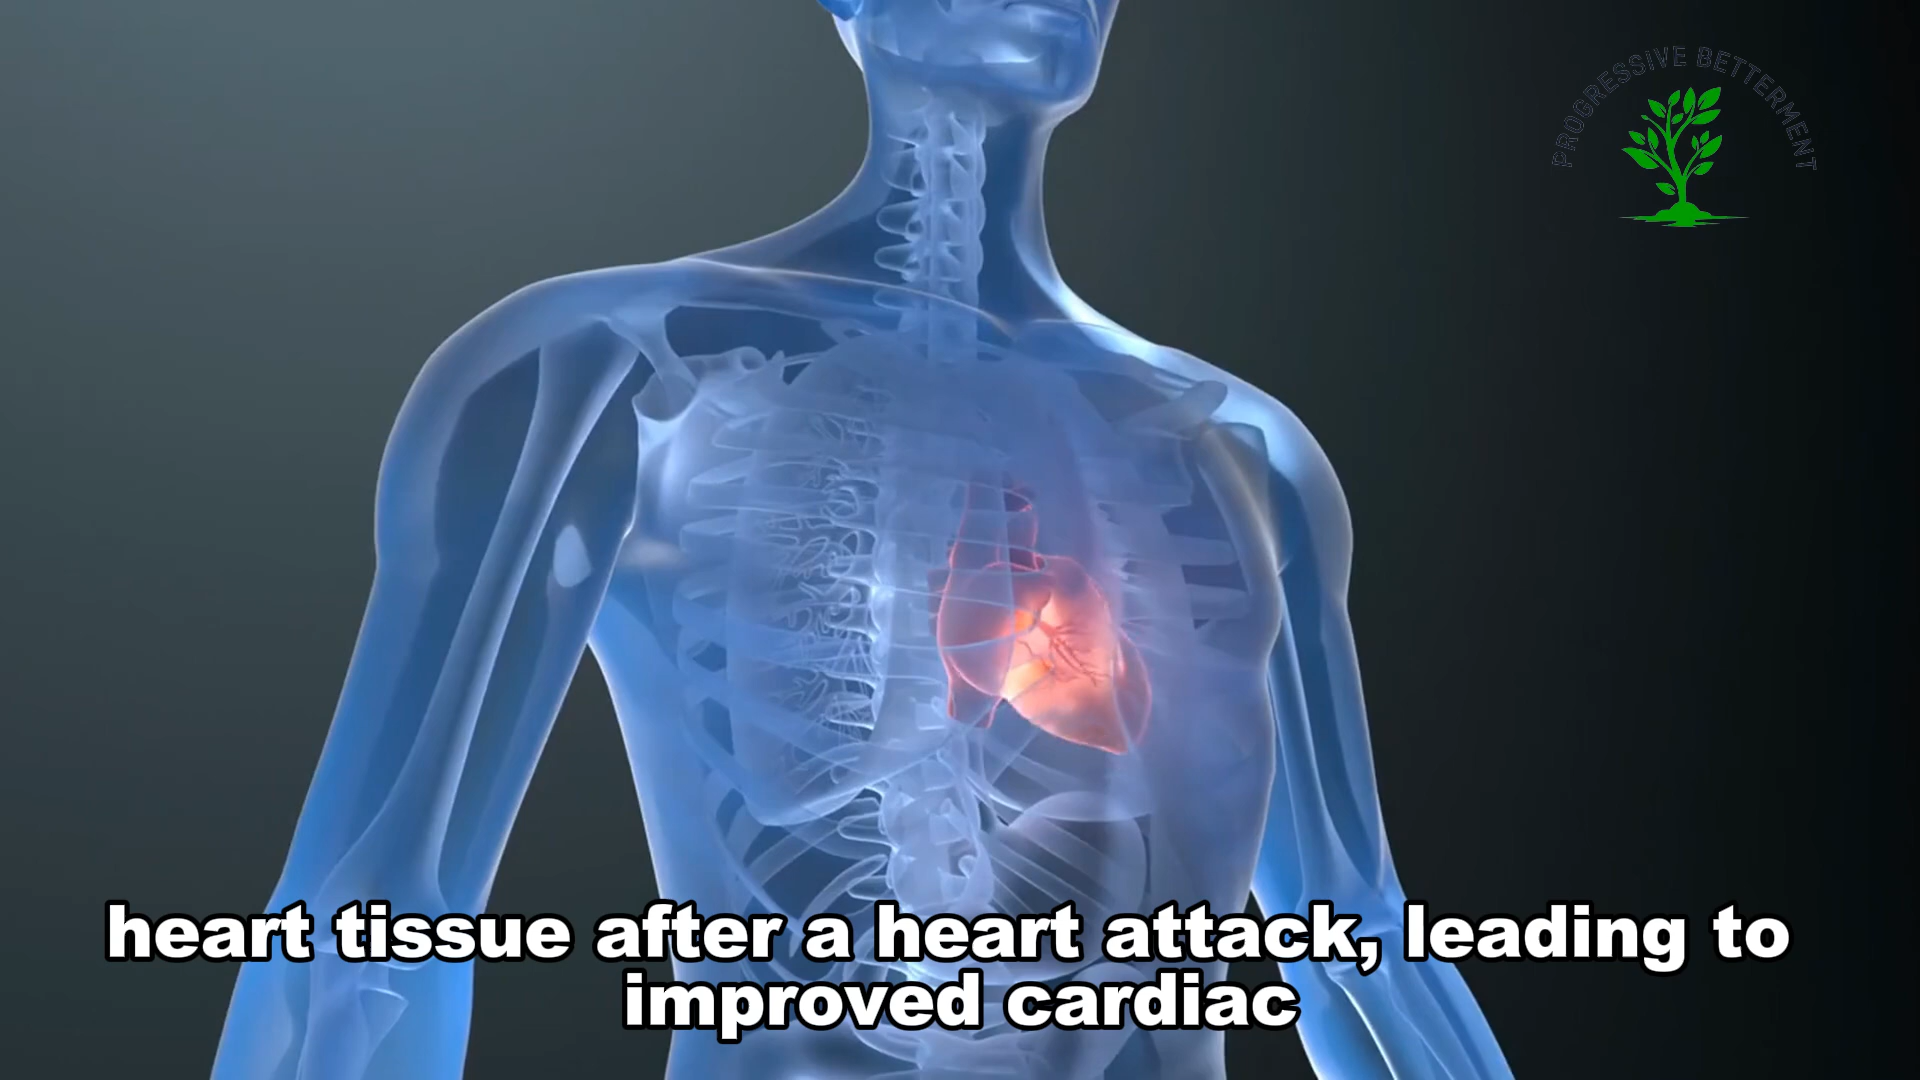 PROGRESSIVE BETTERMENT
heart tissue after a heart attack, leading to
improved cardiac